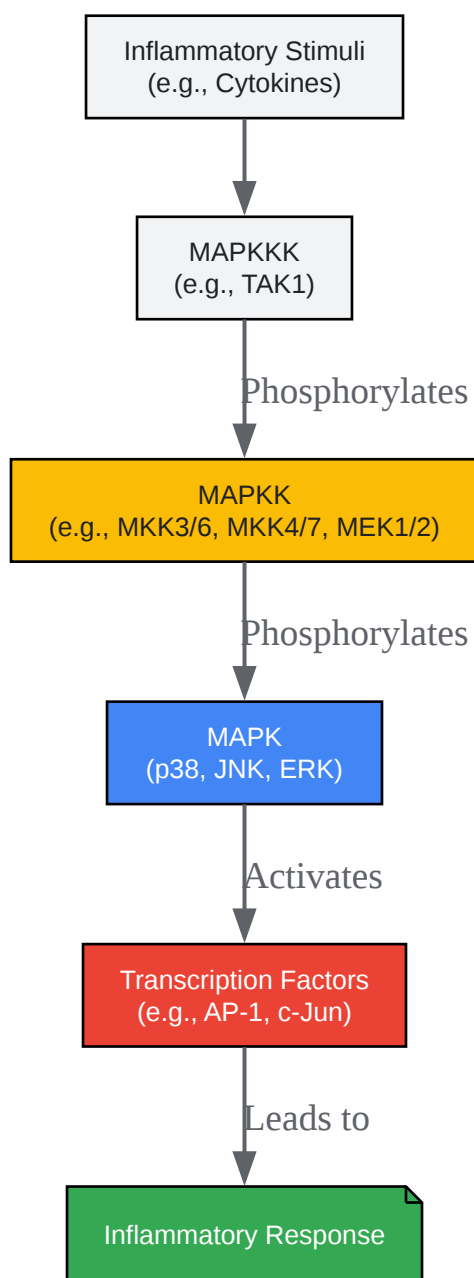 Inflammatory Stimuli
(e.g., Cytokines)
MAPKKK
(e.g., TAK1)
Phosphorylates
MAPKK
(e.g., MKK3/6, MKK4/7, MEK1/2)
Phosphorylates
MAPK
(p38, JNK, ERK)
Activates
Transcription Factors
(e.g., AP-1, c-Jun)
Leads to
Inflammatory Response